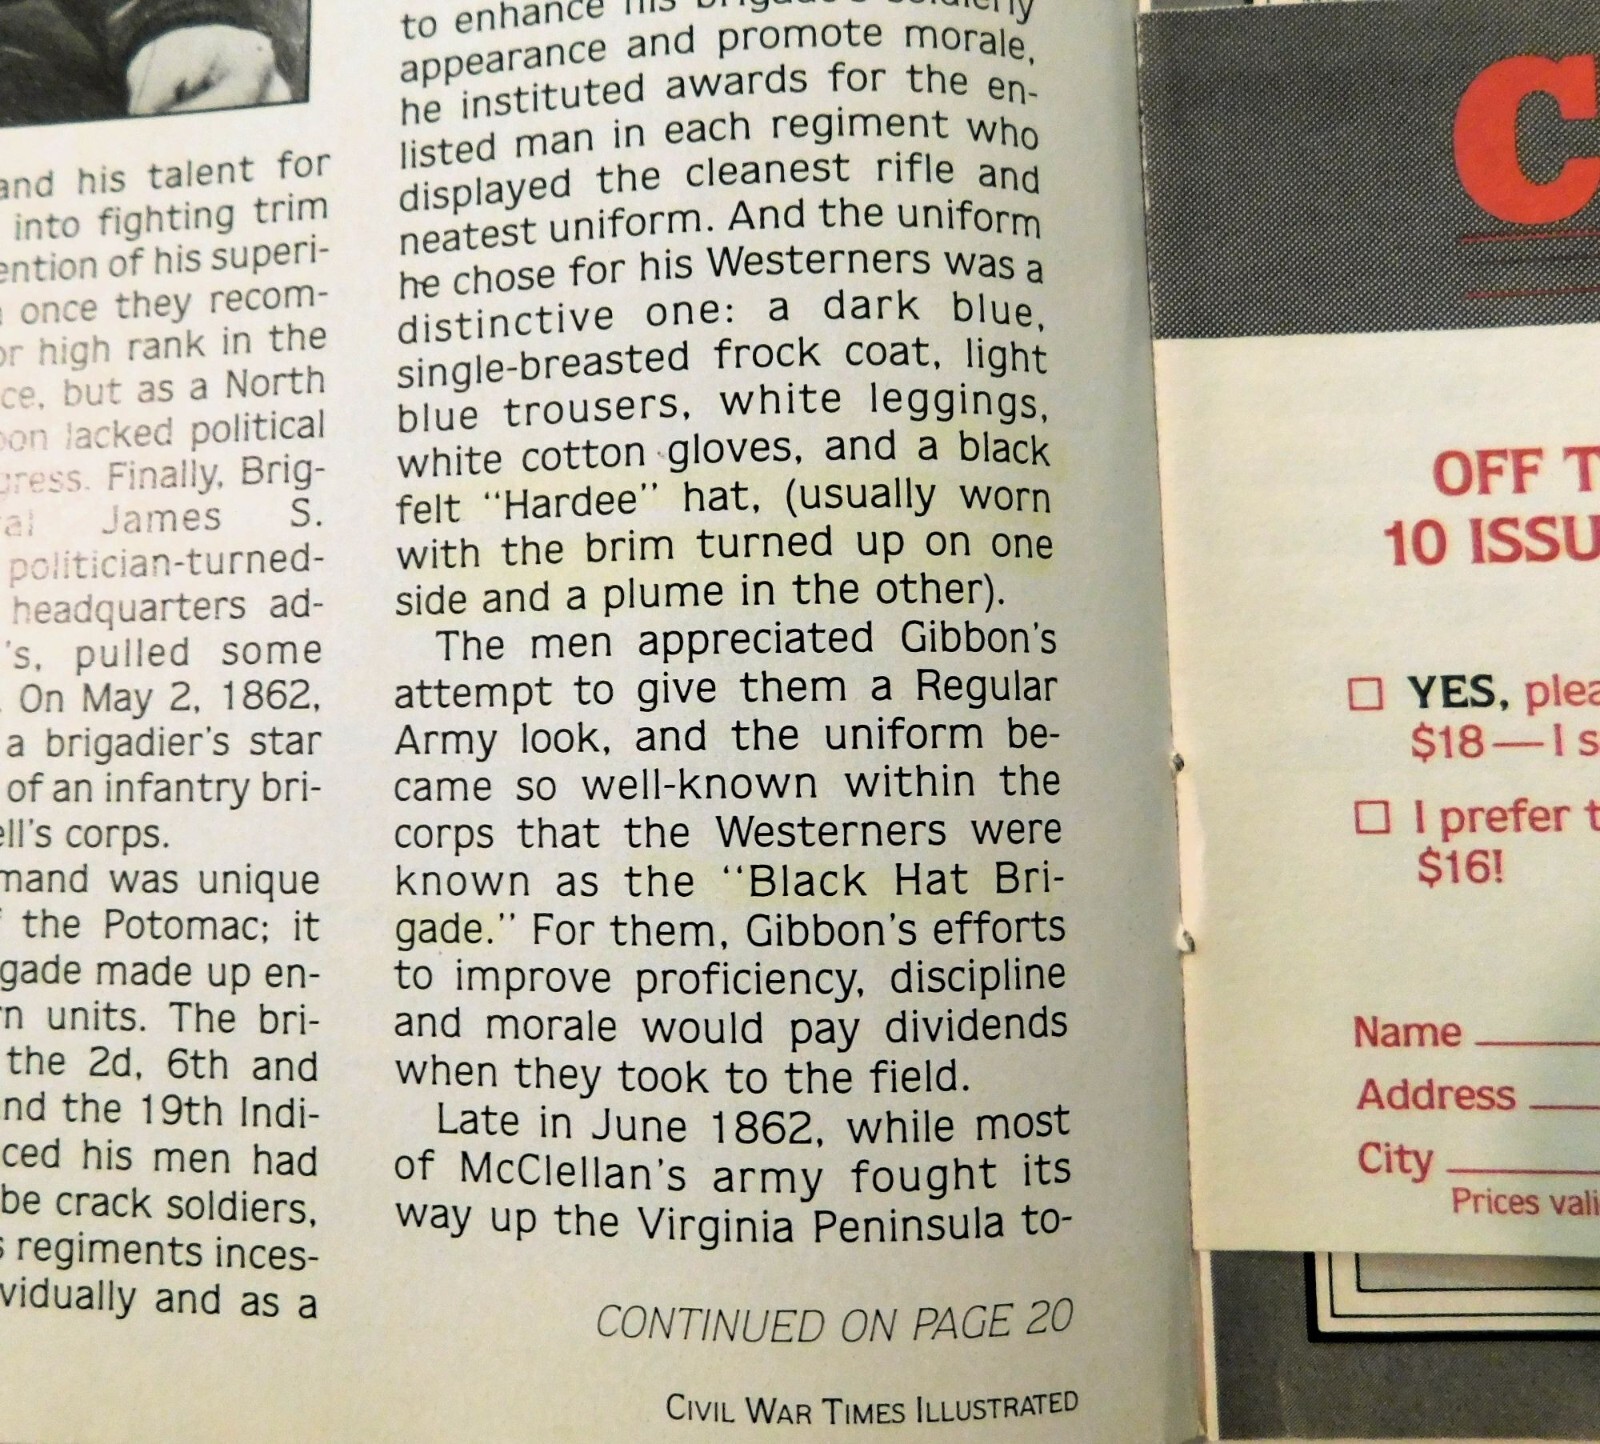 and his talent for
into fighting trim
of his superi-
once they recom-
high rank in the
but as a North
lacked political
Finally, Brig-
James S.
politician-turned-
headquarters ad-
's, pulled some
On May 2, 1862,
a brigadier's star
of an infantry bri-
corps.
was unique
the Potomac; it
made up en-
units. The bri-
the 2d, 6th and
the 19th Indi-
his men had
be crack soldiers,
regiments inces-
and as a
to enhance his brigade's soldierly
appearance and promote morale,
he instituted awards for the en-
listed man in each regiment who
displayed the cleanest rifle and
neatest uniform. And the uniform
he chose for his Westerners was a
distinctive one: a dark blue,
single-breasted frock coat, light
blue trousers, white leggings,
white cotton gloves, and a black
felt "Hardee" hat, (usually worn
with the brim turned up on one
side and a plume in the other).
The men appreciated Gibbon's
attempt to give them a Regular
Army look, and the uniform be-
came so well-known within the
corps that the Westerners were
known as the "Black Hat Bri-
gade." For them, Gibbon's efforts
to improve proficiency, discipline
and morale would pay dividends
when they took to the field.
Late in June 1862, while most
of McClellan's army fought its
way up the Virginia Peninsula to-
CONTINUED ON PAGE 20
CIVIL WAR TIMES ILLUSTRATED
C
OFF T
10 ISSU
YES, plea
$18—I s
I prefer t
$16!
Name
Address
City
Prices vali